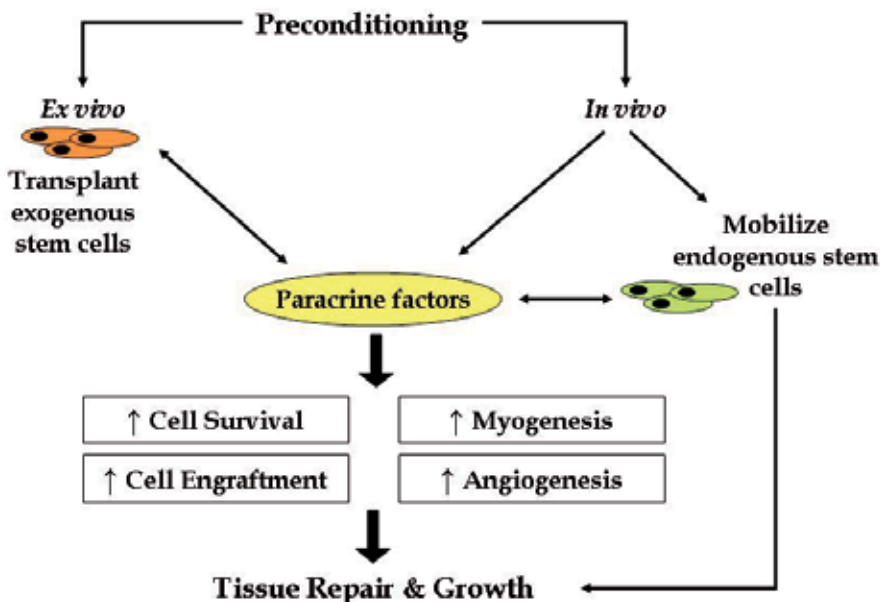 Preconditioning
Ex vivo
In vivo
Transplant
exogenous
stem cells
Mobilize
endogenous stem
cells
Paracrine factors
↑ Cell Survival
↑ Myogenesis
↑ Cell Engraftment
↑ Angiogenesis
Tissue Repair & Growth